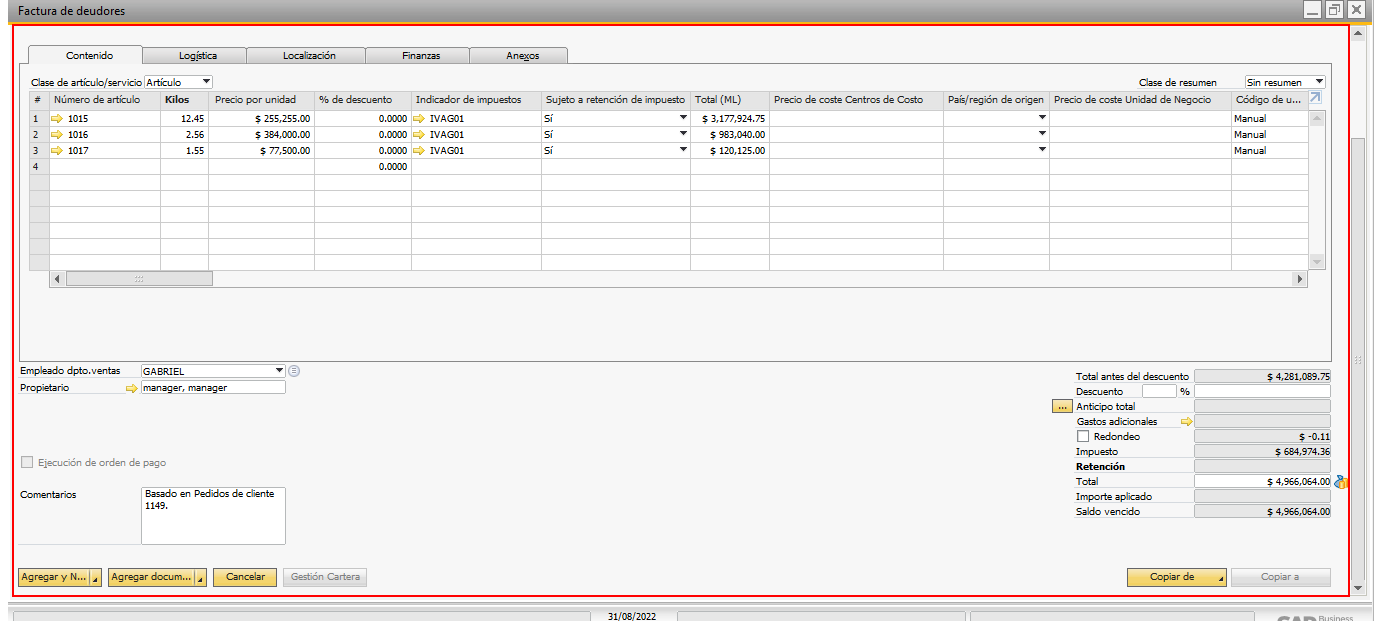 Factura de deudores
Contenido Logística Localización Finanzas Anexos
Clase de artículo/servicio Artículo Clase de resumen Sin resumen
# Número de artículo Kilos Precio por unidad % de descuento Indicador de impuestos Sujeto a retención de impuesto Total (ML) Precio de coste Centros de Costo País/región de origen Precio de coste Unidad de Negocio Código de u...
1 1015 12.45 $ 255,255.00 0.0000 IVAG01 Sí $ 3,177,924.75 Manual
2 1016 2.56 $ 384,000.00 0.0000 IVAG01 Sí $ 983,040.00 Manual
3 1017 1.55 $ 77,500.00 0.0000 IVAG01 Sí $ 120,125.00 Manual
4 0.0000
Empleado dpto.ventas GABRIEL
Propietario manager, manager
Total antes del descuento $ 4,281,089.75
Descuento %
... Anticipo total
Gastos adicionales
Redondeo $ -0.11
Impuesto $ 684,974.36
Retención
Total $ 4,966,064.00
Importe aplicado
Saldo vencido $ 4,966,064.00
Ejecución de orden de pago
Comentarios Basado en Pedidos de cliente
1149.
Agregar y N... Agregar docum... Cancelar Gestión Cartera Copiar de Copiar a
31/08/2022
SAP Business